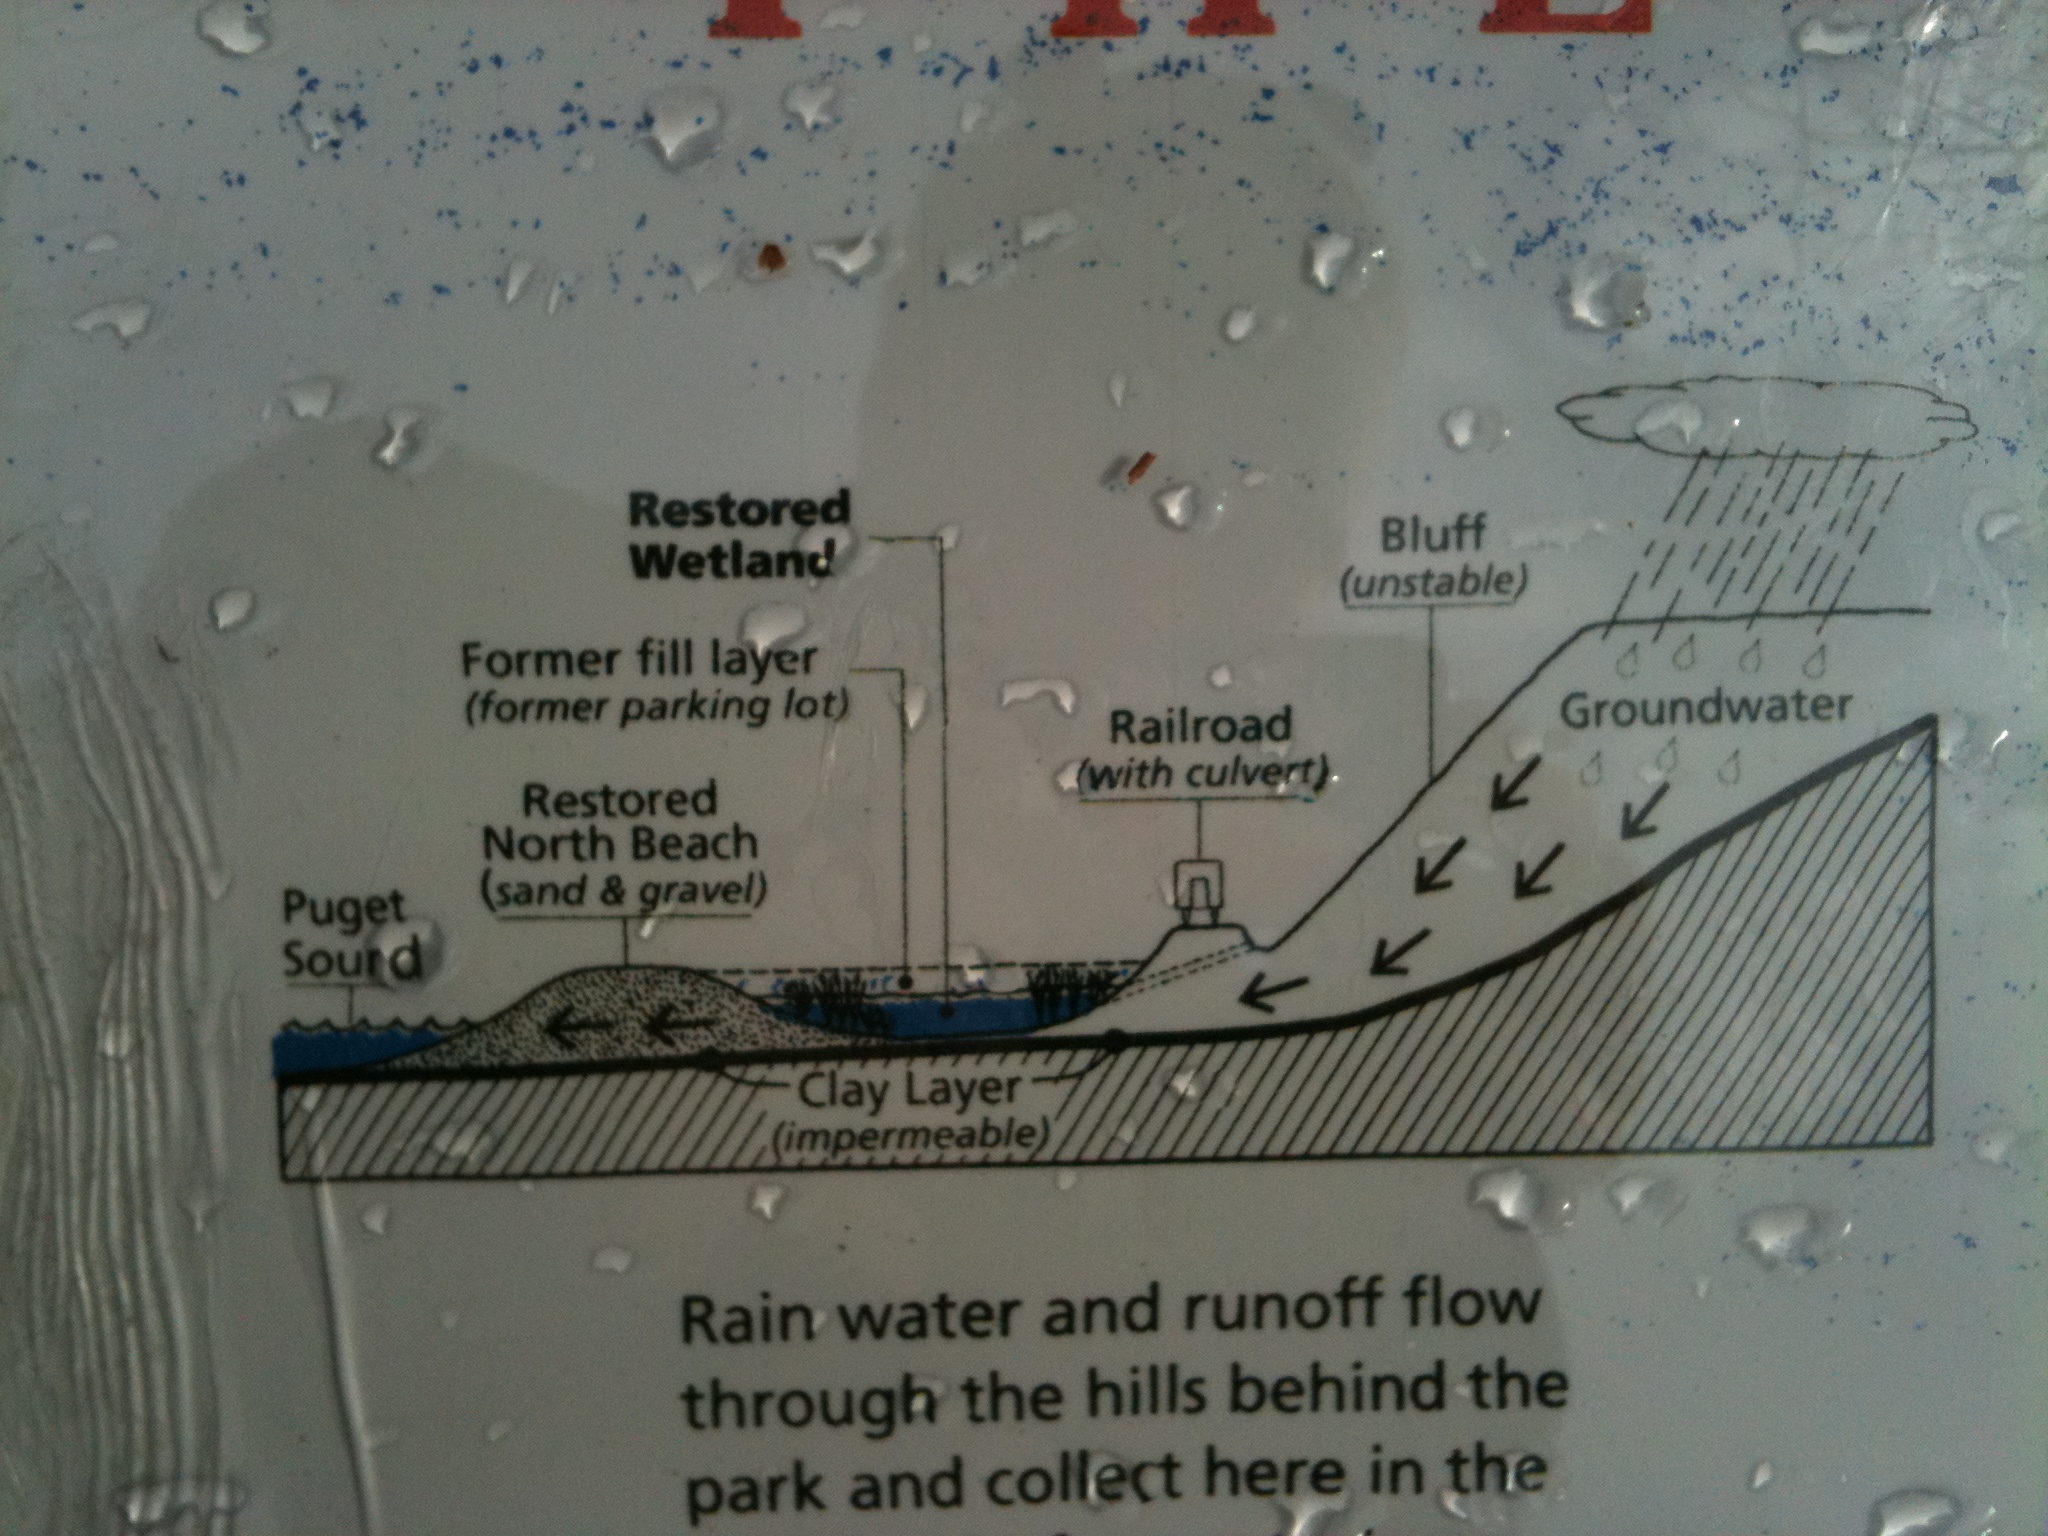 Restored
Wetland
Bluff
(unstable)
Former fill layer
(former parking lot)
Groundwater
Railroad
(with culvert)
Restored
North Beach
(sand & gravel)
Puget
Sound
Clay Layer
(impermeable)
Rain water and runoff flow
through the hills behind the
park and collect here in the